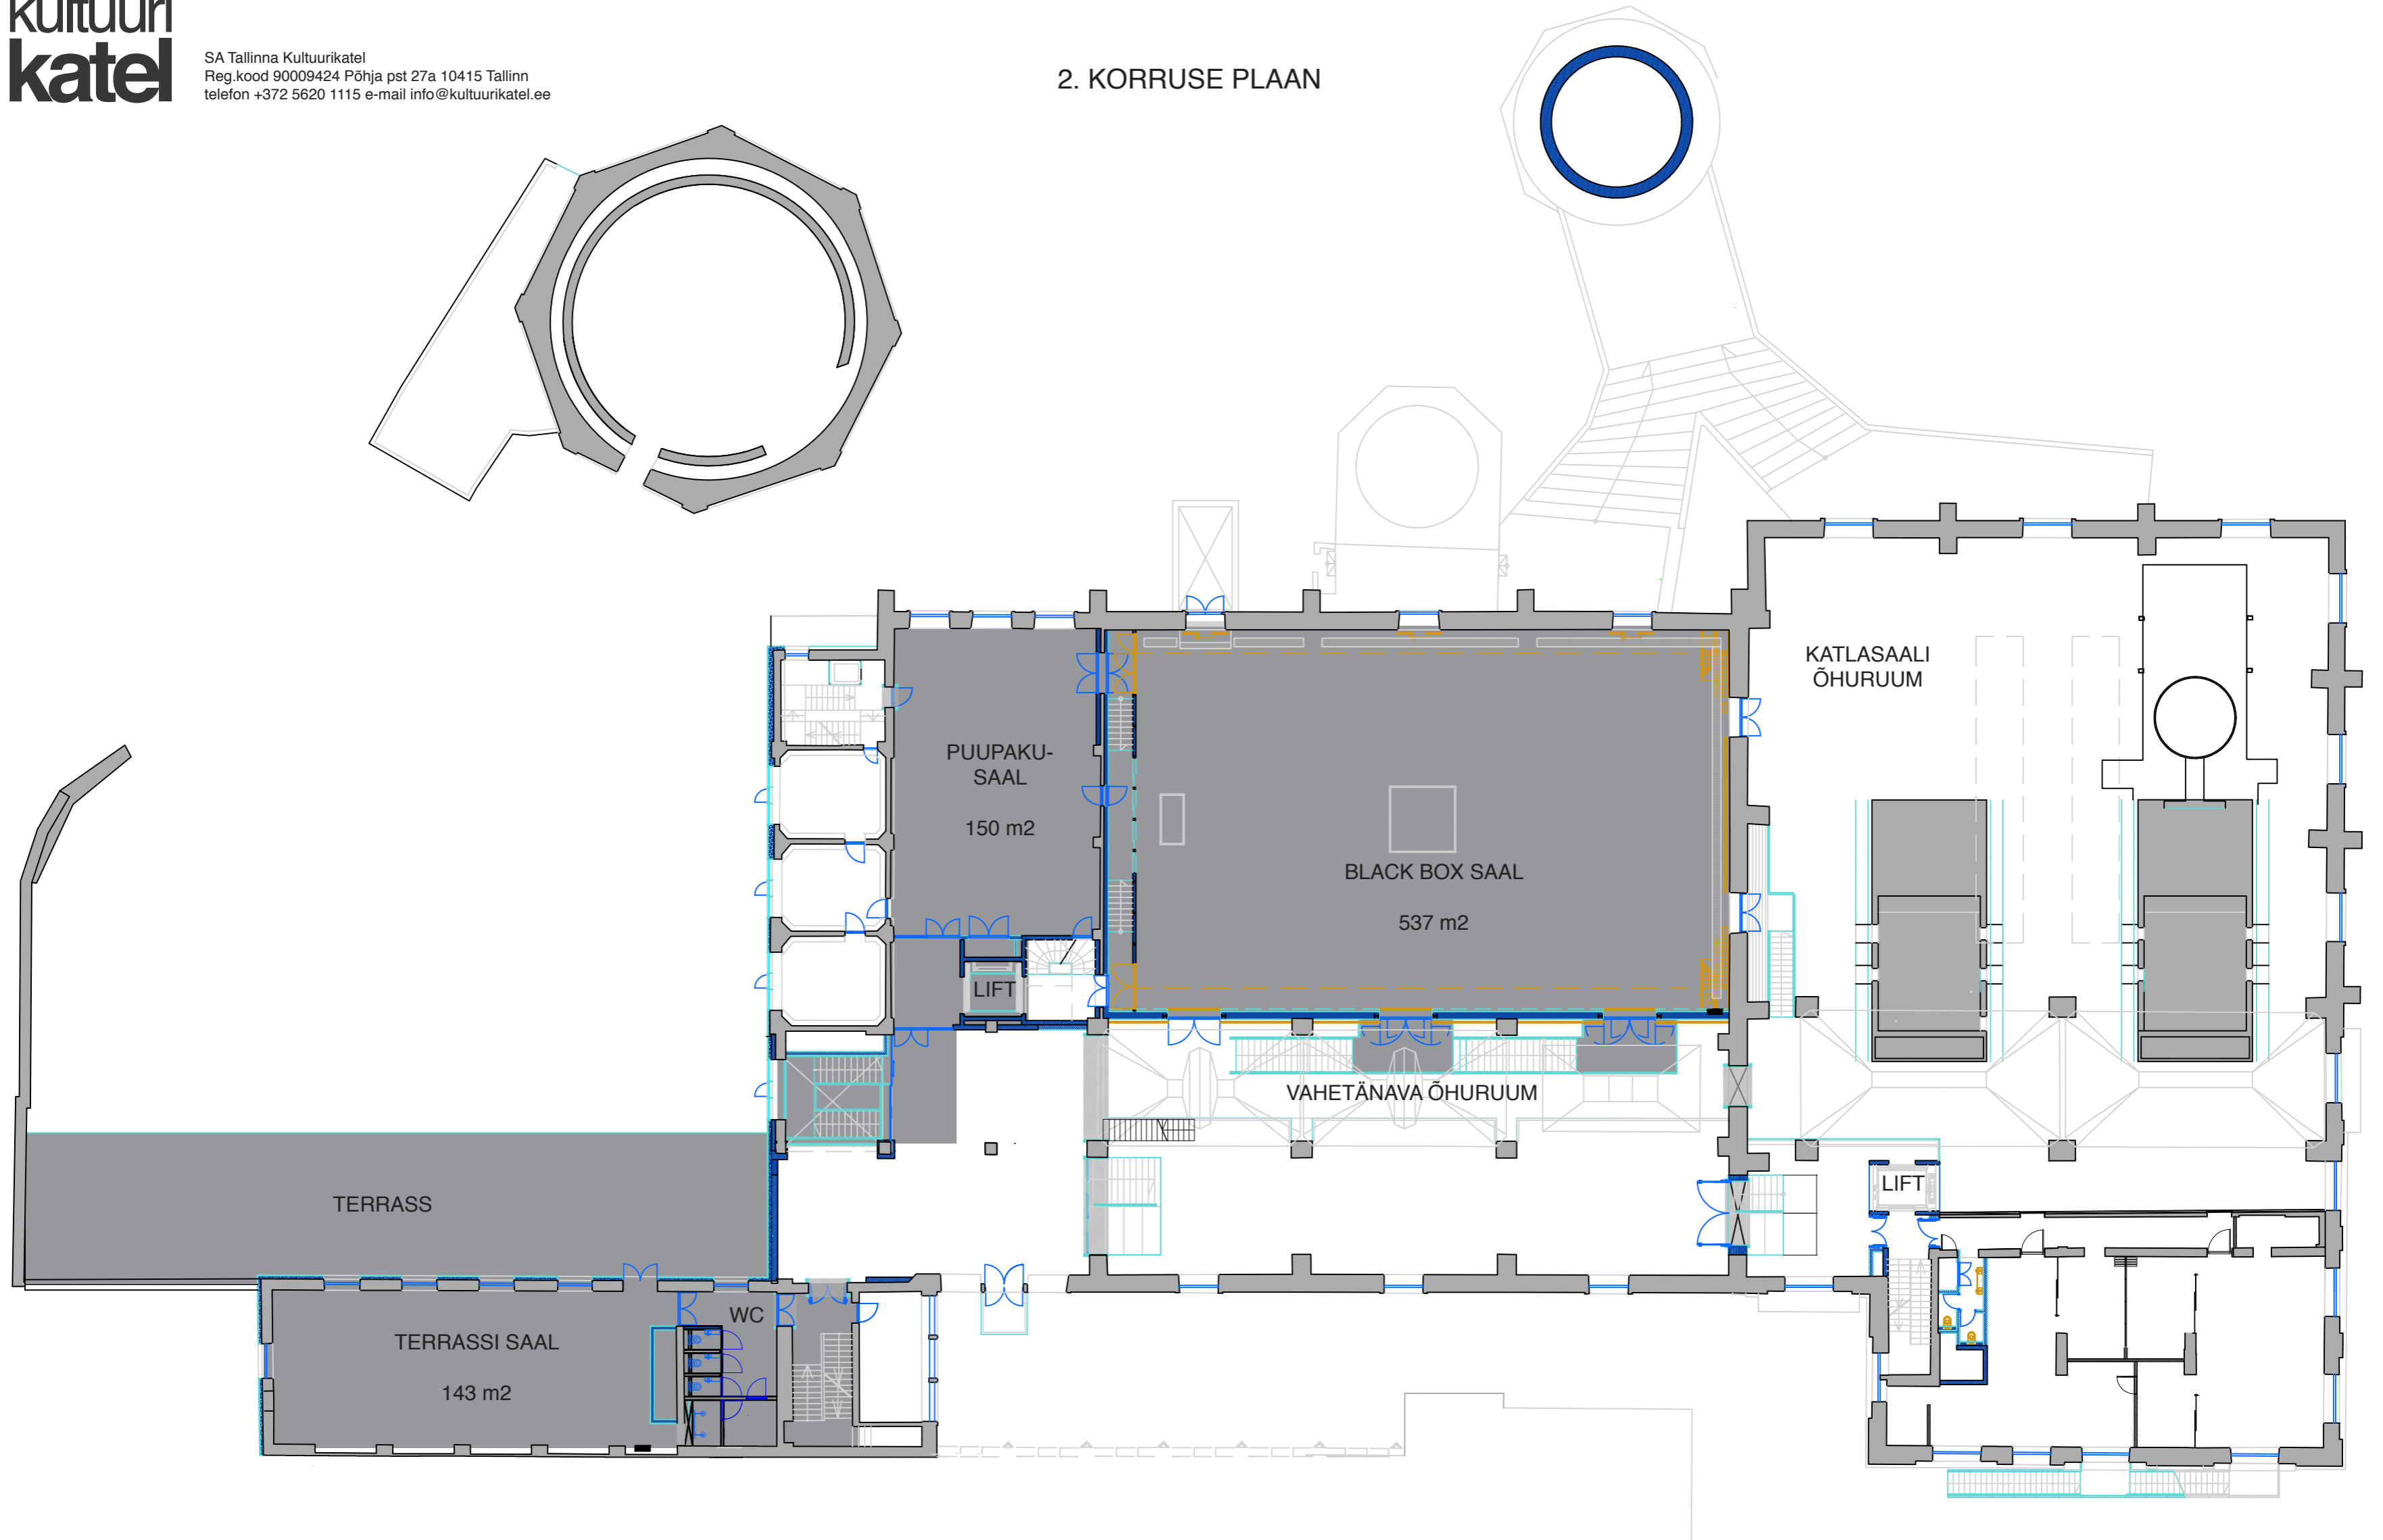 kultuuri
katel
SA Tallinna Kultuurikatel
Reg.kood 90009424 Põhja pst 27a 10415 Tallinn
telefon +372 5620 1115 e-mail info@kultuurikatel.ee
2. KORRUSE PLAAN
KATLASAALI
ÕHURUUM
PUUPAKU-
SAAL
150 m2
BLACK BOX SAAL
537 m2
LIFT
VAHETÄNAVA ÕHURUUM
TERRASS
LIFT
WC
TERRASSI SAAL
143 m2